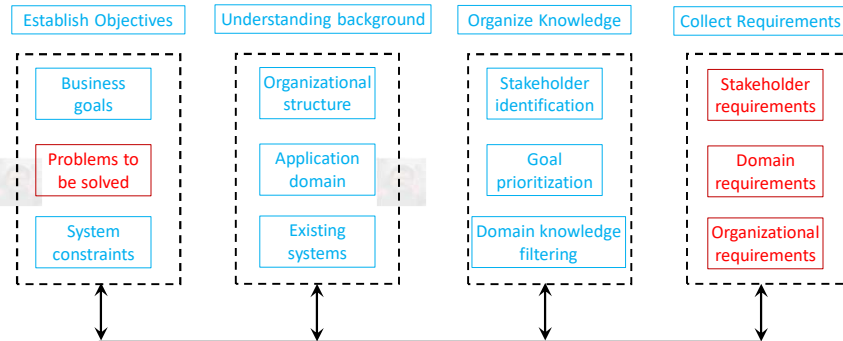 Establish Objectives
Understanding background
Organize Knowledge
Collect Requirements
Business
goals
Problems to
be solved
System
constraints
Organizational
structure
Application
domain
Existing
systems
Stakeholder
identification
Goal
prioritization
Domain knowledge
filtering
Stakeholder
requirements
Domain
requirements
Organizational
requirements